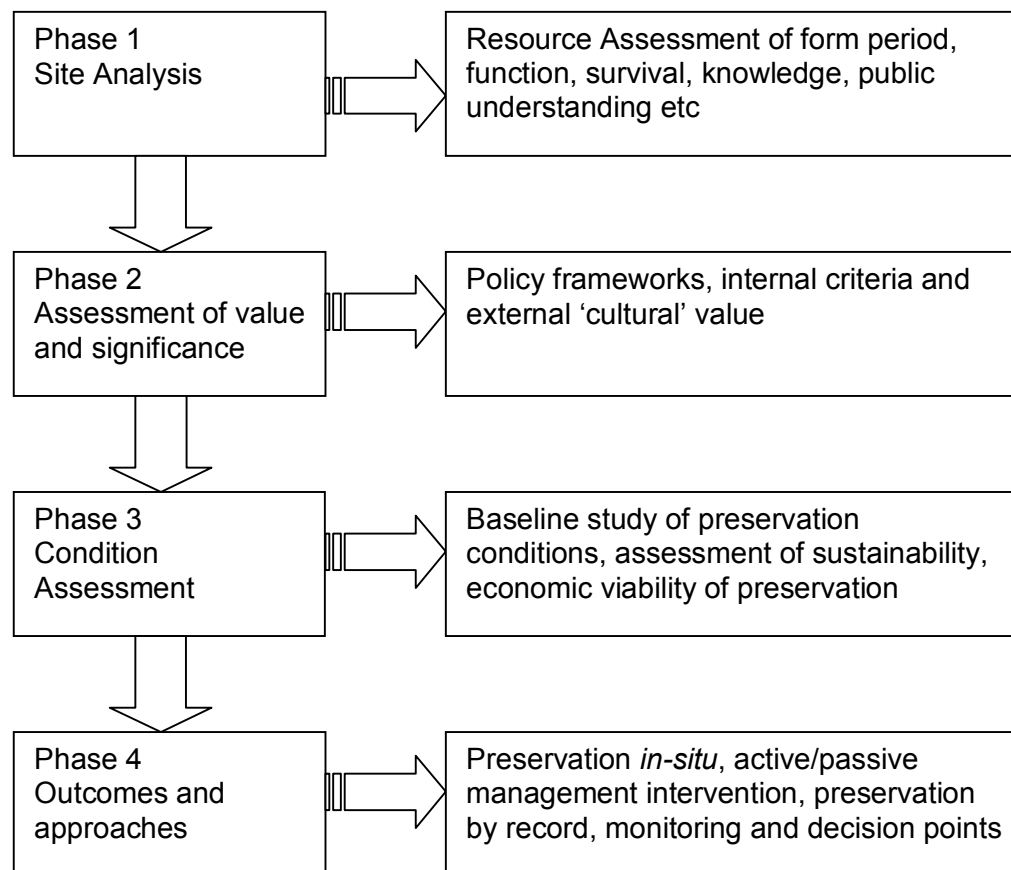 Phase 1
Site Analysis
Resource Assessment of form period,
function, survival, knowledge, public
understanding etc
Phase 2
Assessment of value
and significance
Policy frameworks, internal criteria and
external ‘cultural’ value
Phase 3
Condition
Assessment
Baseline study of preservation
conditions, assessment of sustainability,
economic viability of preservation
Phase 4
Outcomes and
approaches
Preservation in-situ, active/passive
management intervention, preservation
by record, monitoring and decision points